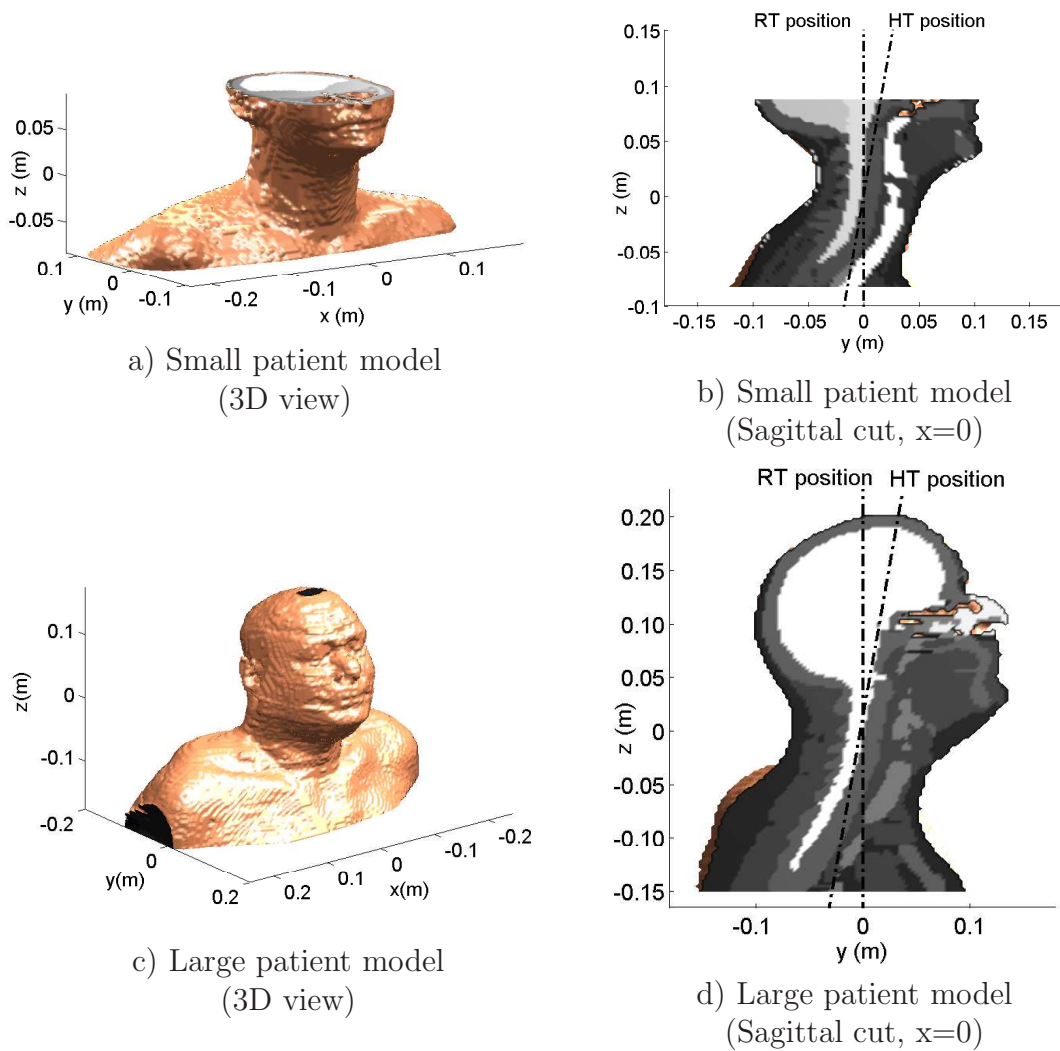 0.05
0
-0.05
z (m)
0.1
0
-0.1
y (m)
-0.2
-0.1
0
0.1
x (m)
a) Small patient model
(3D view)
RT position
HT position
0.15
0.1
0.05
0
-0.05
-0.1
z (m)
-0.15
-0.1
-0.05
0
0.05
0.1
0.15
y (m)
b) Small patient model
(Sagittal cut, x=0)
0.1
0
-0.1
z(m)
-0.2
0
0.2
y(m)
0.2
0.1
0
-0.1
-0.2
x(m)
c) Large patient model
(3D view)
RT position
HT position
0.20
0.15
0.10
0.05
0
-0.05
-0.10
-0.15
z (m)
-0.1
0
0.1
y (m)
d) Large patient model
(Sagittal cut, x=0)